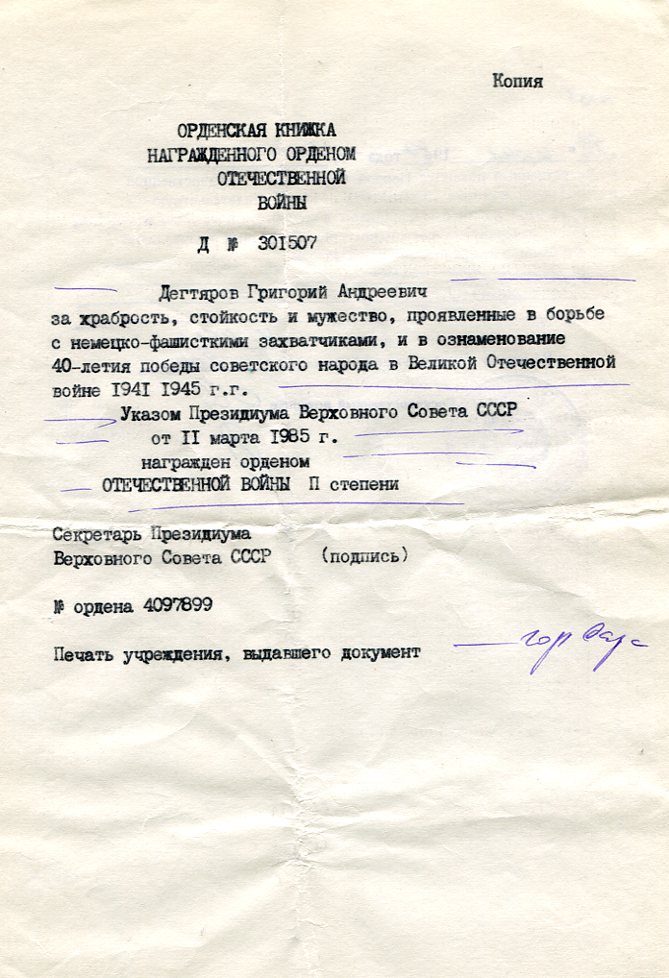 Копия
ОРДЕНСКАЯ КНИЖКА
НАГРАЖДЕННОГО ОРДЕНОМ
ОТЕЧЕСТВЕННОЙ
ВОЙНЫ
Д № 301507
Дегтяров Григорий Андреевич
за храбрость, стойкость и мужество, проявленные в борьбе
с немецко-фашисткими захватчиками, и в ознаменование
40-летия победы советского народа в Великой Отечественной
войне 1941 1945 г.г.
Указом Президиума Верховного Совета СССР
от II марта 1985 г.
награжден орденом
ОТЕЧЕСТВЕННОЙ ВОЙНЫ П степени
Секретарь Президиума
Верховного Совета СССР (подпись)
№ ордена 4097899
Печать учреждения, выдавшего документ